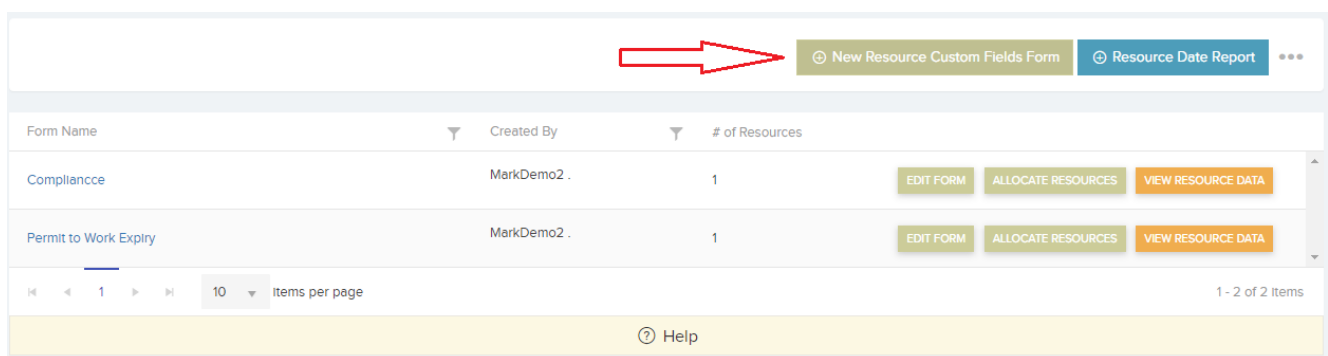 New Resource Custom Fields Form Resource Date Report
Form Name Created By # of Resources
Compliancce MarkDemo2 . 1 EDIT FORM ALLOCATE RESOURCES VIEW RESOURCE DATA
Permit to Work Expiry MarkDemo2 . 1 EDIT FORM ALLOCATE RESOURCES VIEW RESOURCE DATA
1 10 items per page 1 - 2 of 2 items
? Help